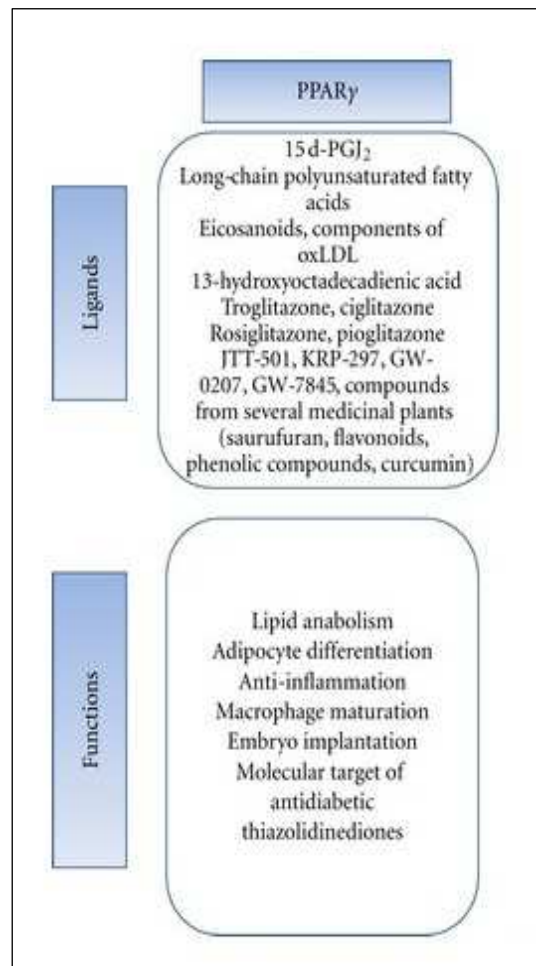 PPARγ
Ligands
15 d-PGJ₂
Long-chain polyunsaturated fatty
acids
Eicosanoids, components of
oxLDL
13-hydroxyoctadecadienic acid
Troglitazone, ciglitazone
Rosiglitazone, pioglitazone
JTT-501, KRP-297, GW-
0207, GW-7845, compounds
from several medicinal plants
(saurufuran, flavonoids,
phenolic compounds, curcumin)
Functions
Lipid anabolism
Adipocyte differentiation
Anti-inflammation
Macrophage maturation
Embryo implantation
Molecular target of
antidiabetic
thiazolidinediones